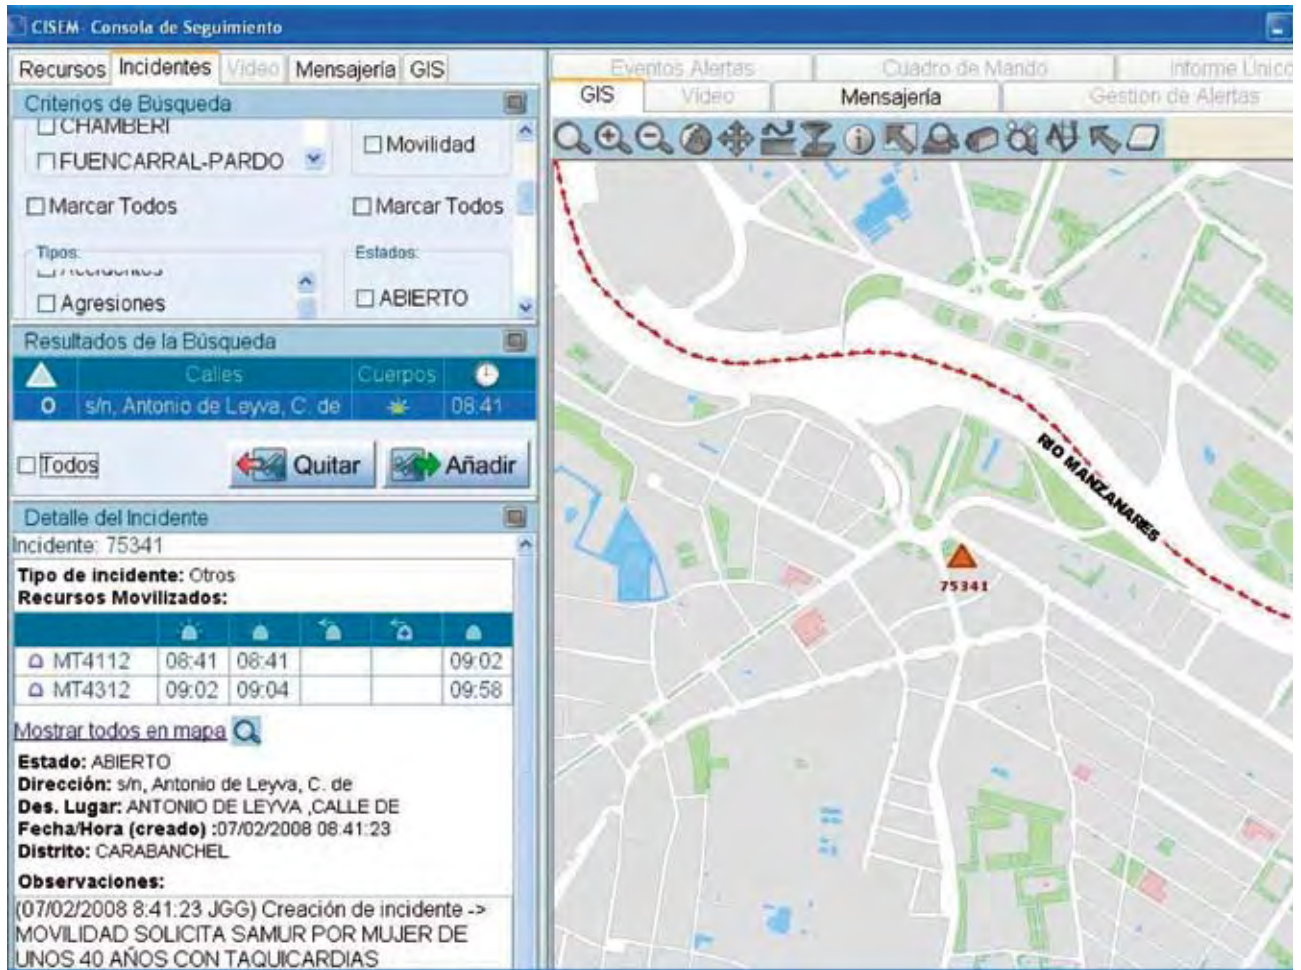 CISEM- Consola de Seguimiento
Recursos Incidentes Video Mensajería GIS
Criterios de Búsqueda
CHAMBERI
FUENCARRAL-PARDO
Movilidad
Marcar Todos
Marcar Todos
Tipos:
Accidentes
Agresiones
Estados:
ABIERTO
Resultados de la Búsqueda
Calles Cuerpos
O s/n, Antonio de Leyva, C. de 08:41
Todos Quitar Añadir
Detalle del Incidente
Incidente: 75341
Tipo de incidente: Otros
Recursos Movilizados:
MT4112 08:41 08:41 09:02
MT4312 09:02 09:04 09:58
Mostrar todos en mapa
Estado: ABIERTO
Dirección: s/n, Antonio de Leyva, C. de
Des. Lugar: ANTONIO DE LEYVA ,CALLE DE
Fecha/Hora (creado) :07/02/2008 08:41:23
Distrito: CARABANCHEL
Observaciones:
(07/02/2008 8:41:23 JGG) Creación de incidente ->
MOVILIDAD SOLICITA SAMUR POR MUJER DE
UNOS 40 AÑOS CON TAQUICARDIAS
Eventos Alertas Cuadro de Mando Informe Único
GIS Video Mensajería Gestion de Alertas
RIO MANZANARES
75341